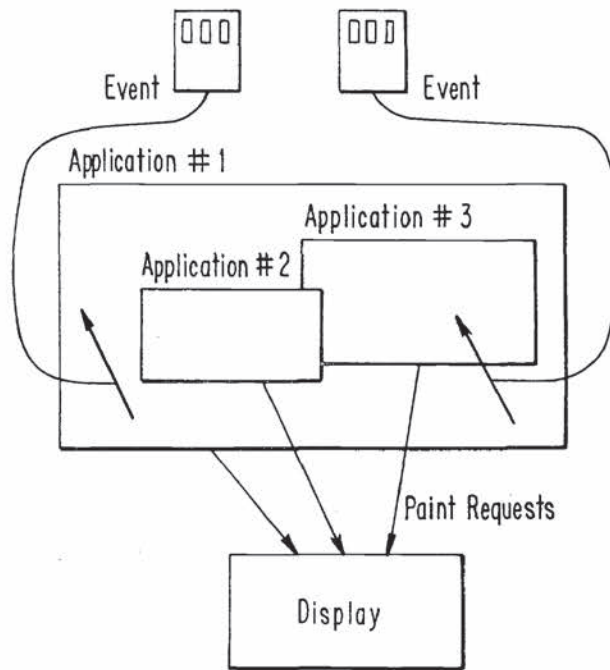 Event
Event
Application #1
Application #3
Application #2
Paint Requests
Display